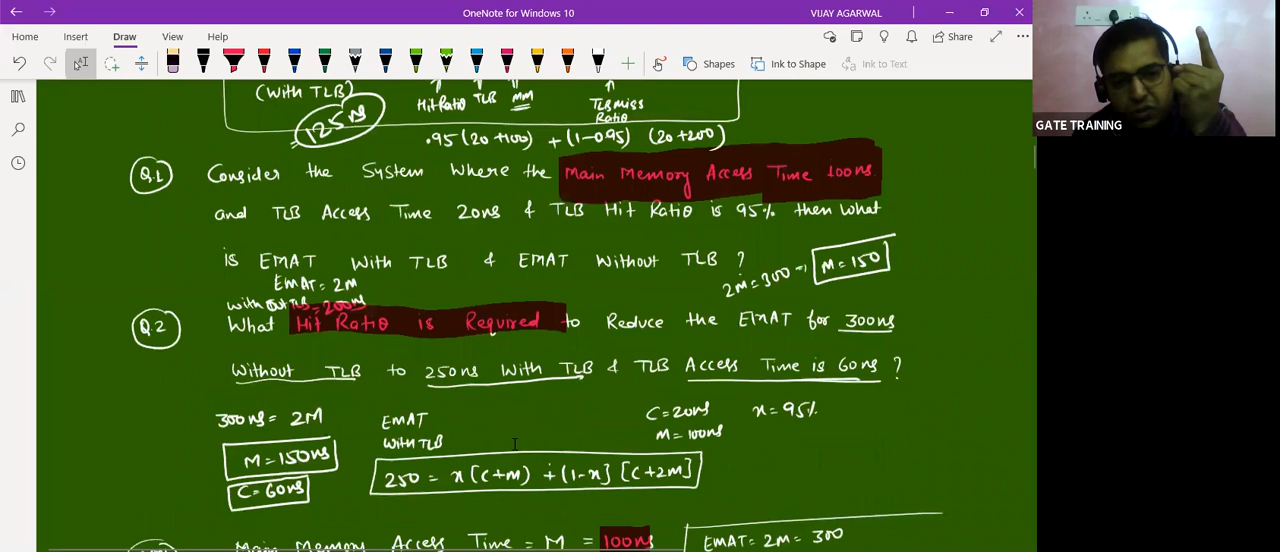 OneNote for Windows 10
VIJAY AGARWAL
Home Insert Draw View Help
Share
Shapes Ink to Shape Ink to Text
GATE TRAINING
(With TLB) Hit Ratio TLB MM TLB miss Ratio
= 125ns
.95 (20+100) + (1-0.95) (20+200)
Q.1 Consider the System Where the Main Memory Access Time 100ns
and TLB Access Time 20ns & TLB Hit Ratio is 95% then What
is EMAT With TLB & EMAT Without TLB ?
EMAT = 2M
without TLB = 200ns
2M = 300 → M = 150
Q.2 What Hit Ratio is Required to Reduce the EMAT for 300ns
Without TLB to 250ns With TLB & TLB Access Time is 60ns ?
300ns = 2M
M = 150ns
C = 60ns
EMAT
With TLB
C = 20ns
M = 100ns
x = 95%
250 = x(c+m) + (1-x) [c+2m]
Main Memory Access Time = M = 100ns
EMAT = 2M = 300